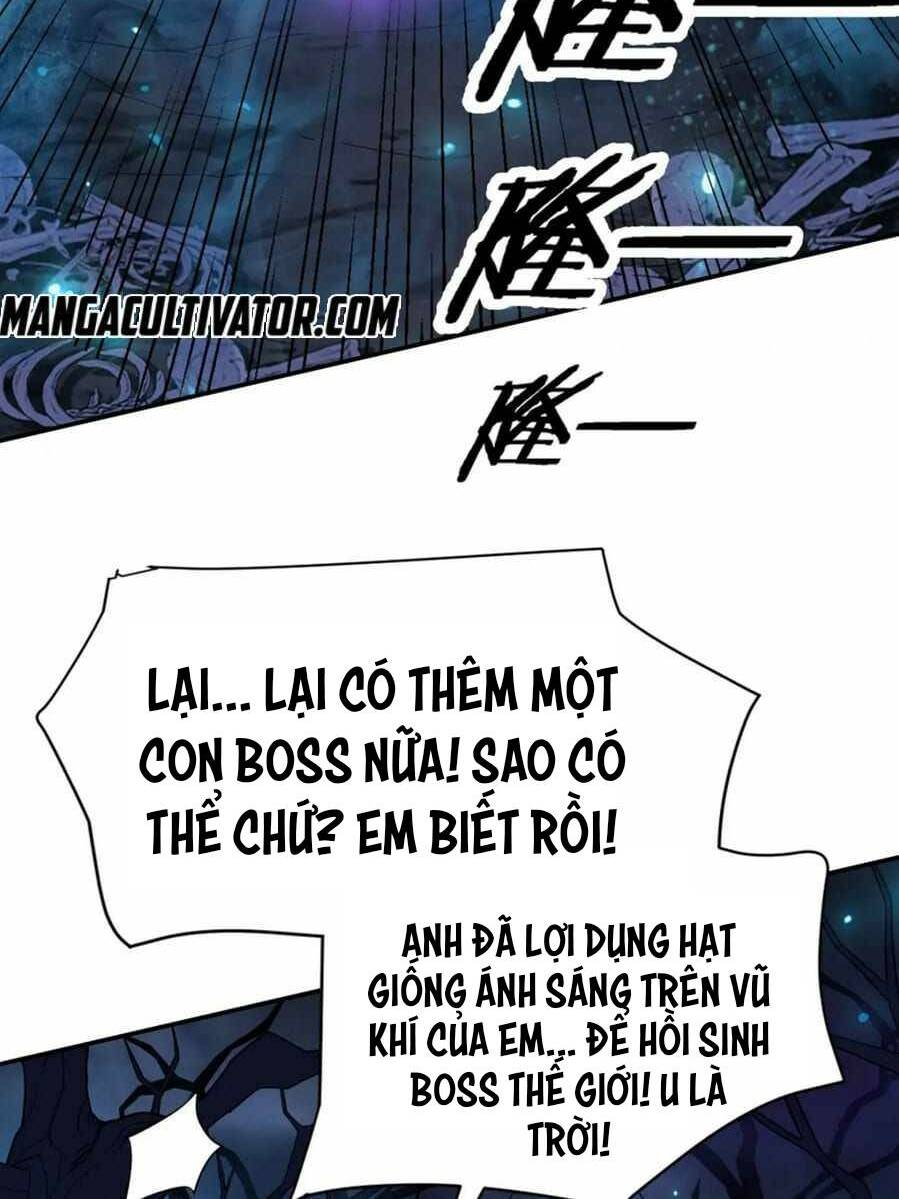 隆一
隆一
MANGACULTIVATOR.COM
隆一
LẠI... LẠI CÓ THÊM MỘT
CON BOSS NỮA! SAO CÓ
THỂ CHỨ? EM BIẾT RỒI!
ANH ĐÃ LỢI DỤNG HẠT
GIỐNG ÁNH SÁNG TRÊN VŨ
KHÍ CỦA EM... ĐỂ HỒI SINH
BOSS THẾ GIỚI! U LÀ
TRỜI!